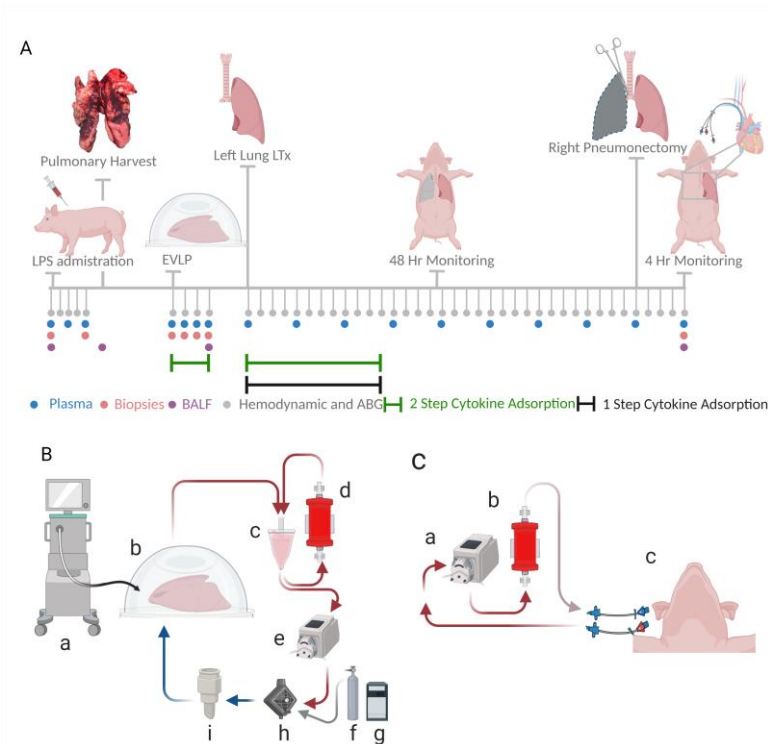 A
Pulmonary Harvest
Left Lung LTx
Right Pneumonectomy
LPS admistration
EVLP
48 Hr Monitoring
4 Hr Monitoring
Plasma Biopsies BALF Hemodynamic and ABG 2 Step Cytokine Adsorption 1 Step Cytokine Adsorption
B
C
d
b
c
b
a
c
a
e
i
h
f
g